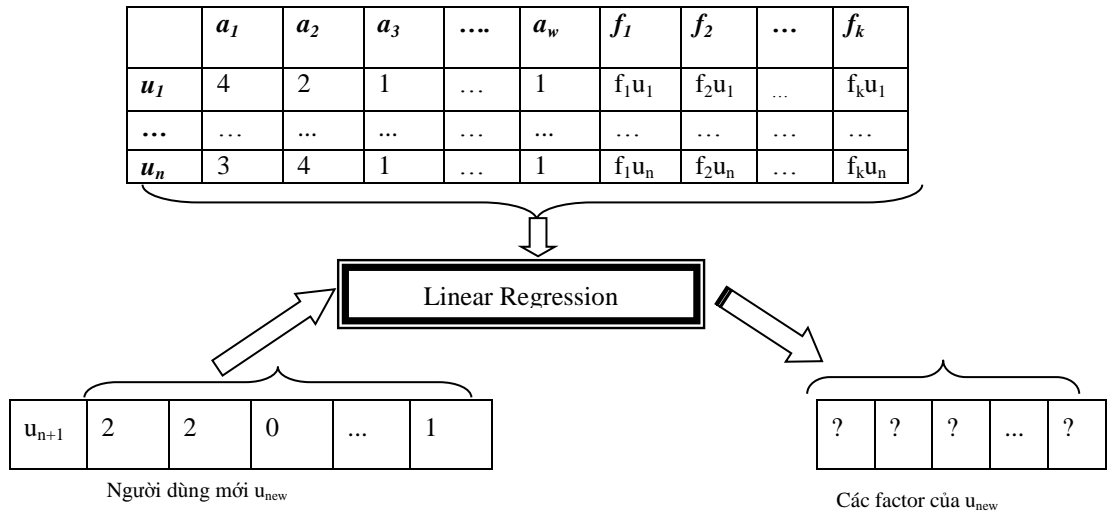 a1 a2 a3 .... aw f1 f2 ... fk
u1 4 2 1 ... 1 f1u1 f2u1 ... fku1
... ... ... ... ... ... ... ... ... ...
un 3 4 1 ... 1 f1un f2un ... fkun
Linear Regression
un+1 2 2 0 ... 1
? ? ? ... ?
Người dùng mới unew
Các factor của unew